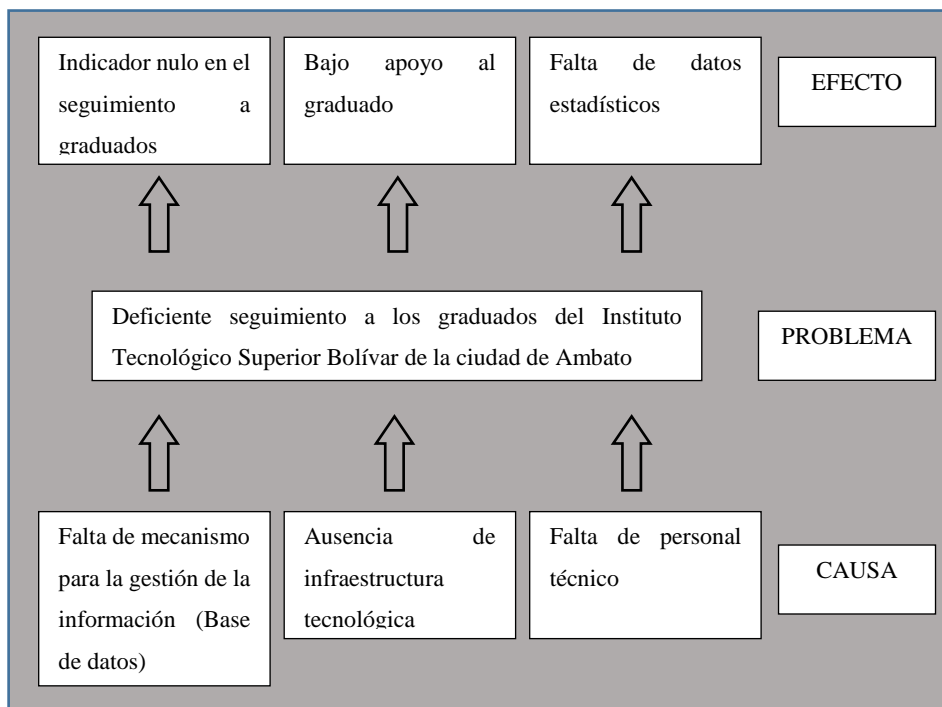 Indicador nulo en el
seguimiento a
graduados
Bajo apoyo al
graduado
Falta de datos
estadísticos
EFECTO
Deficiente seguimiento a los graduados del Instituto
Tecnológico Superior Bolívar de la ciudad de Ambato
PROBLEMA
Falta de mecanismo
para la gestión de la
información (Base
de datos)
Ausencia de
infraestructura
tecnológica
Falta de personal
técnico
CAUSA